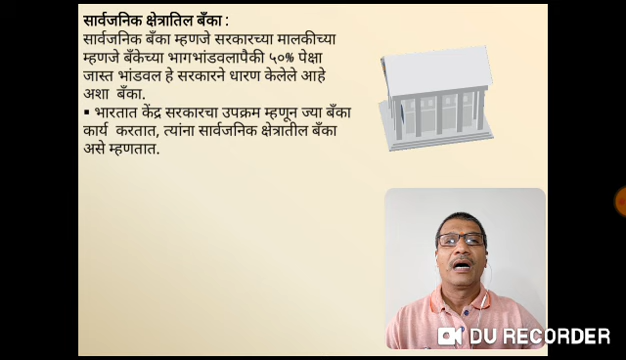 सार्वजनिक क्षेत्रातिल बँका :
सार्वजनिक बँका म्हणजे सरकारच्या मालकीच्या
म्हणजे बँकेच्या भागभांडवलापैकी ५०% पेक्षा
जास्त भांडवल हे सरकारने धारण केलेले आहे
अशा बँका.
▪ भारतात केंद्र सरकारचा उपक्रम म्हणून ज्या बँका
कार्य करतात, त्यांना सार्वजनिक क्षेत्रातील बँका
असे म्हणतात.
DU RECORDER